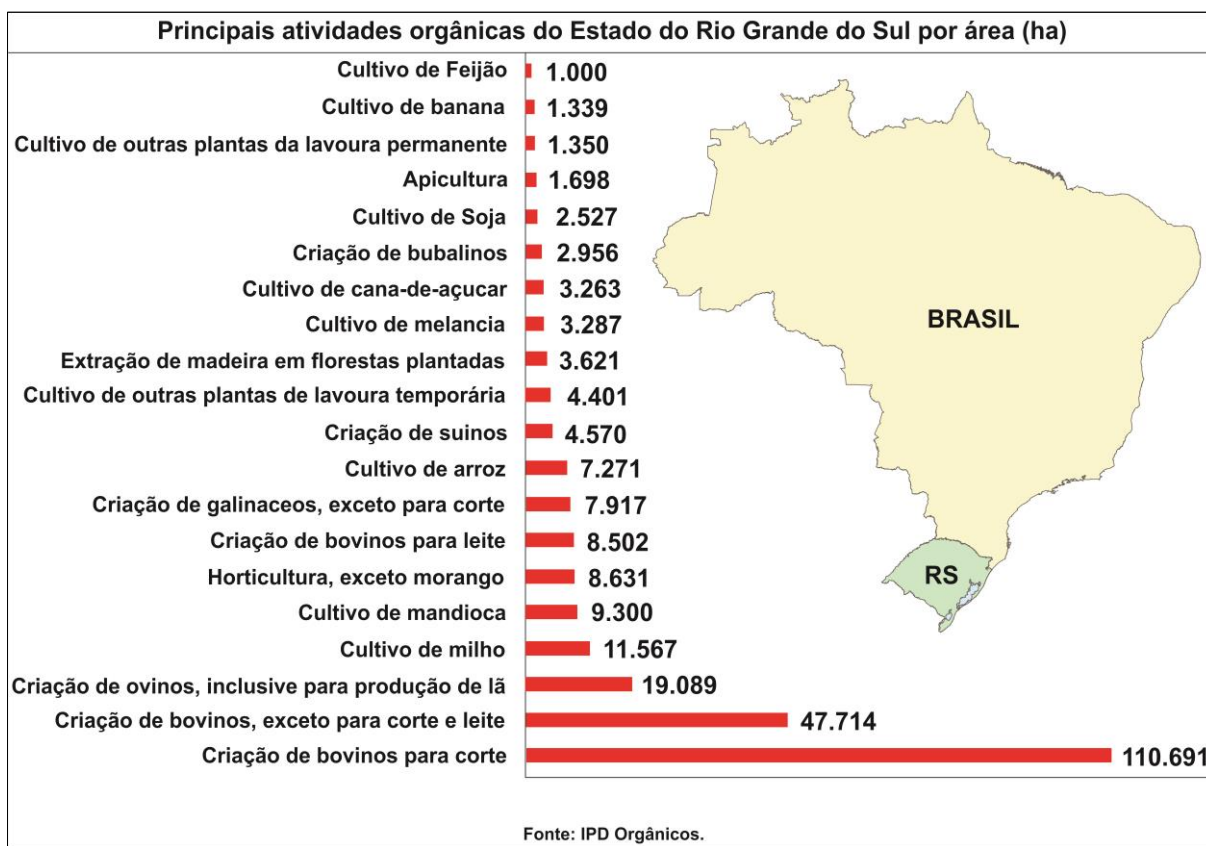 Principais atividades orgânicas do Estado do Rio Grande do Sul por área (ha)
Cultivo de Feijão 1.000
Cultivo de banana 1.339
Cultivo de outras plantas da lavoura permanente 1.350
Apicultura 1.698
Cultivo de Soja 2.527
Criação de bubalinos 2.956
Cultivo de cana-de-açucar 3.263
Cultivo de melancia 3.287
Extração de madeira em florestas plantadas 3.621
Cultivo de outras plantas de lavoura temporária 4.401
Criação de suinos 4.570
Cultivo de arroz 7.271
Criação de galinaceos, exceto para corte 7.917
Criação de bovinos para leite 8.502
Horticultura, exceto morango 8.631
Cultivo de mandioca 9.300
Cultivo de milho 11.567
Criação de ovinos, inclusive para produção de lã 19.089
Criação de bovinos, exceto para corte e leite 47.714
Criação de bovinos para corte 110.691
BRASIL
RS
Fonte: IPD Orgânicos.